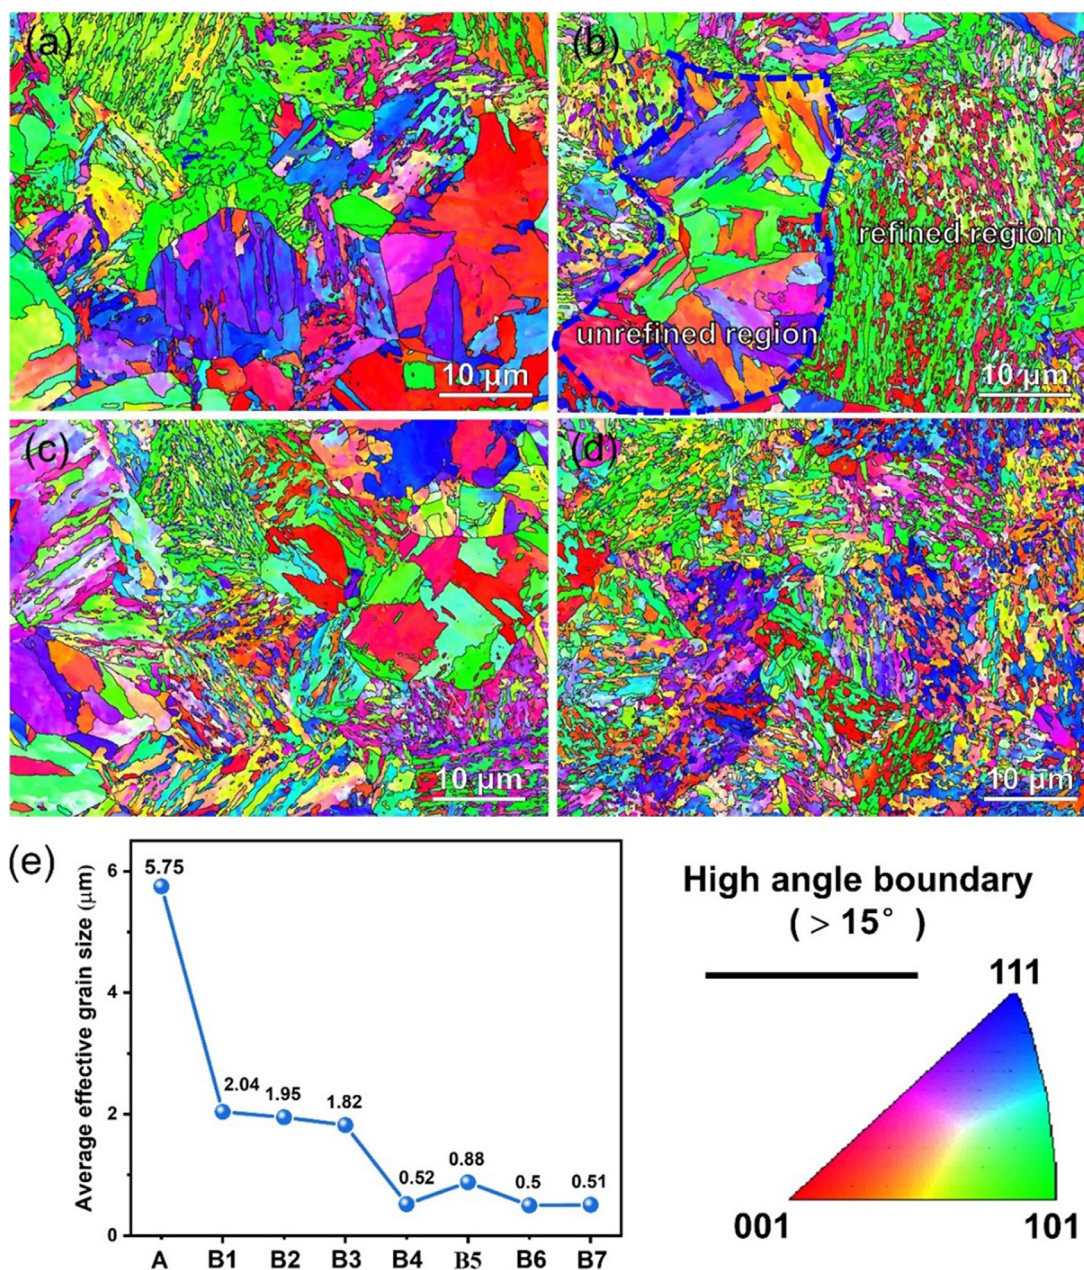 (a)
10 μm
(b)
refined region
unrefined region
10 μm
(c)
10 μm
(d)
10 μm
(e)
Average effective grain size (μm)
6
4
2
0
5.75
2.04
1.95
1.82
0.52
0.88
0.5
0.51
A B1 B2 B3 B4 B5 B6 B7
High angle boundary
( > 15° )
111
001
101